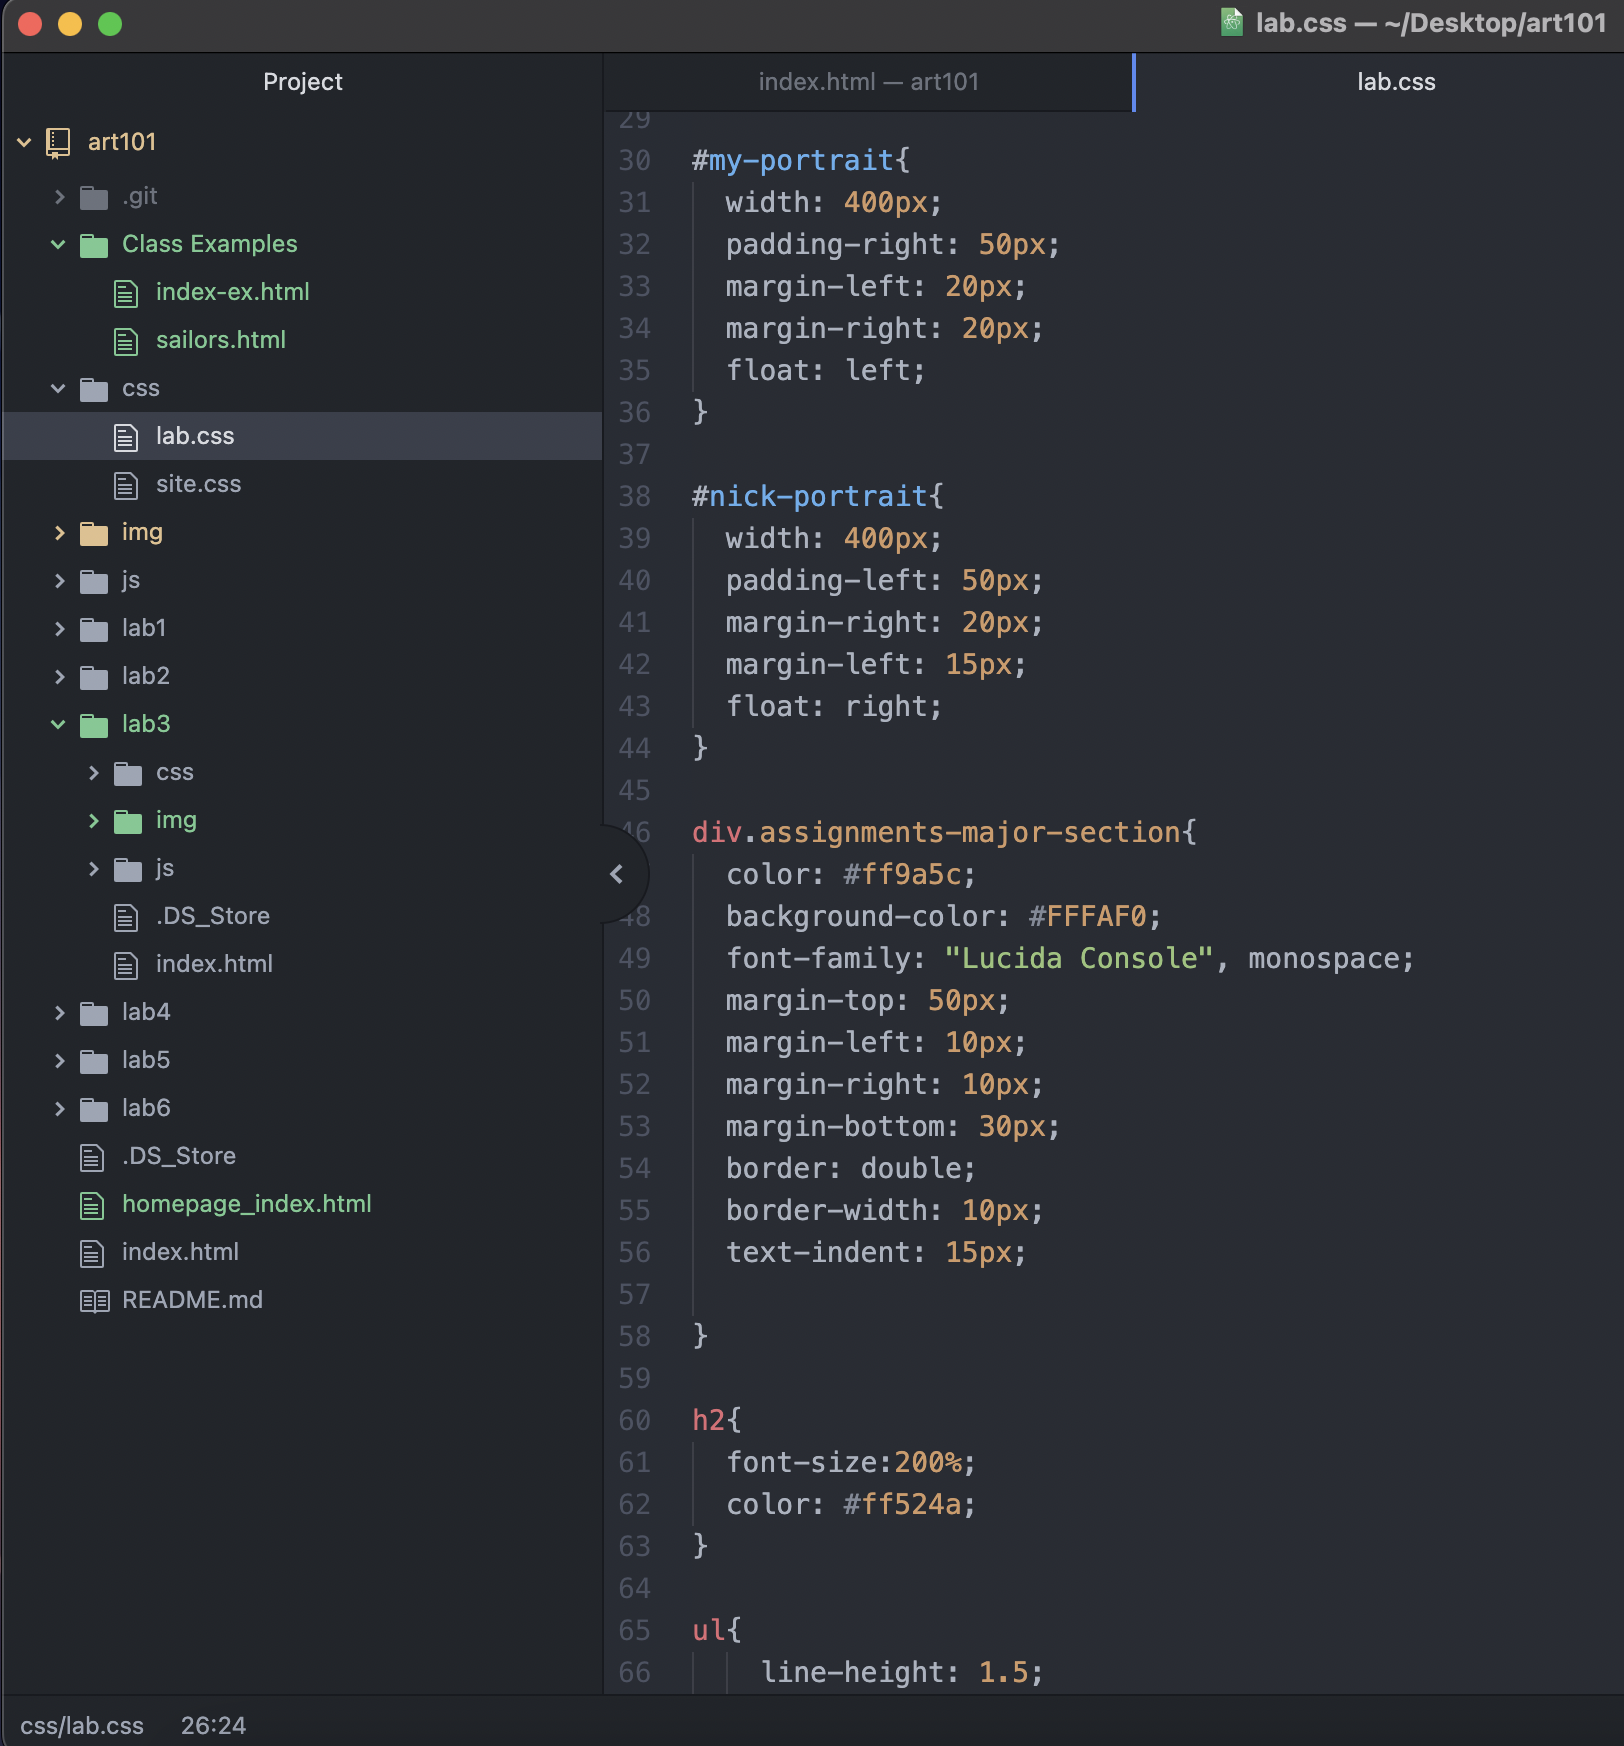 lab.css — ~/Desktop/art101
Project
index.html — art101
lab.css
art101
.git
Class Examples
index-ex.html
sailors.html
css
lab.css
site.css
img
js
lab1
lab2
lab3
css
img
js
.DS_Store
index.html
lab4
lab5
lab6
.DS_Store
homepage_index.html
index.html
README.md
29
30 #my-portrait{
31 width: 400px;
32 padding-right: 50px;
33 margin-left: 20px;
34 margin-right: 20px;
35 float: left;
36 }
37
38 #nick-portrait{
39 width: 400px;
40 padding-left: 50px;
41 margin-right: 20px;
42 margin-left: 15px;
43 float: right;
44 }
45
46 div.assignments-major-section{
color: #ff9a5c;
48 background-color: #FFFAF0;
49 font-family: "Lucida Console", monospace;
50 margin-top: 50px;
51 margin-left: 10px;
52 margin-right: 10px;
53 margin-bottom: 30px;
54 border: double;
55 border-width: 10px;
56 text-indent: 15px;
57
58 }
59
60 h2{
61 font-size:200%;
62 color: #ff524a;
63 }
64
65 ul{
66 line-height: 1.5;
css/lab.css 26:24